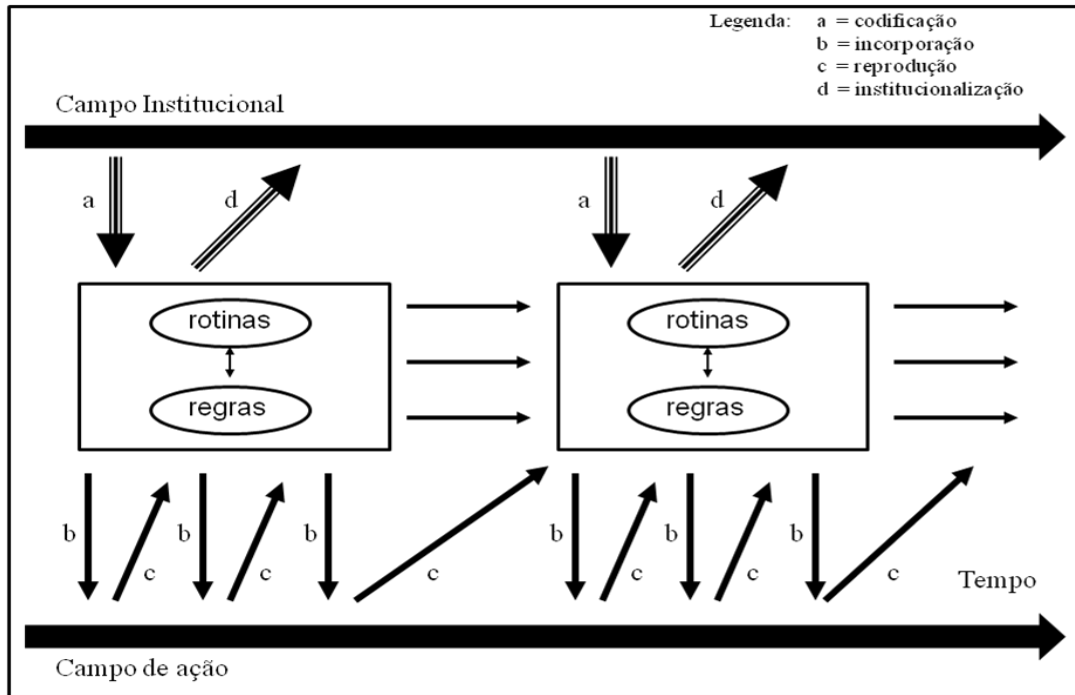 Legenda: a = codificação
b = incorporação
c = reprodução
d = institucionalização
Campo Institucional
a
d
a
d
rotinas
regras
rotinas
regras
b
c
b
c
b
c
b
c
b
c
b
c
Tempo
Campo de ação